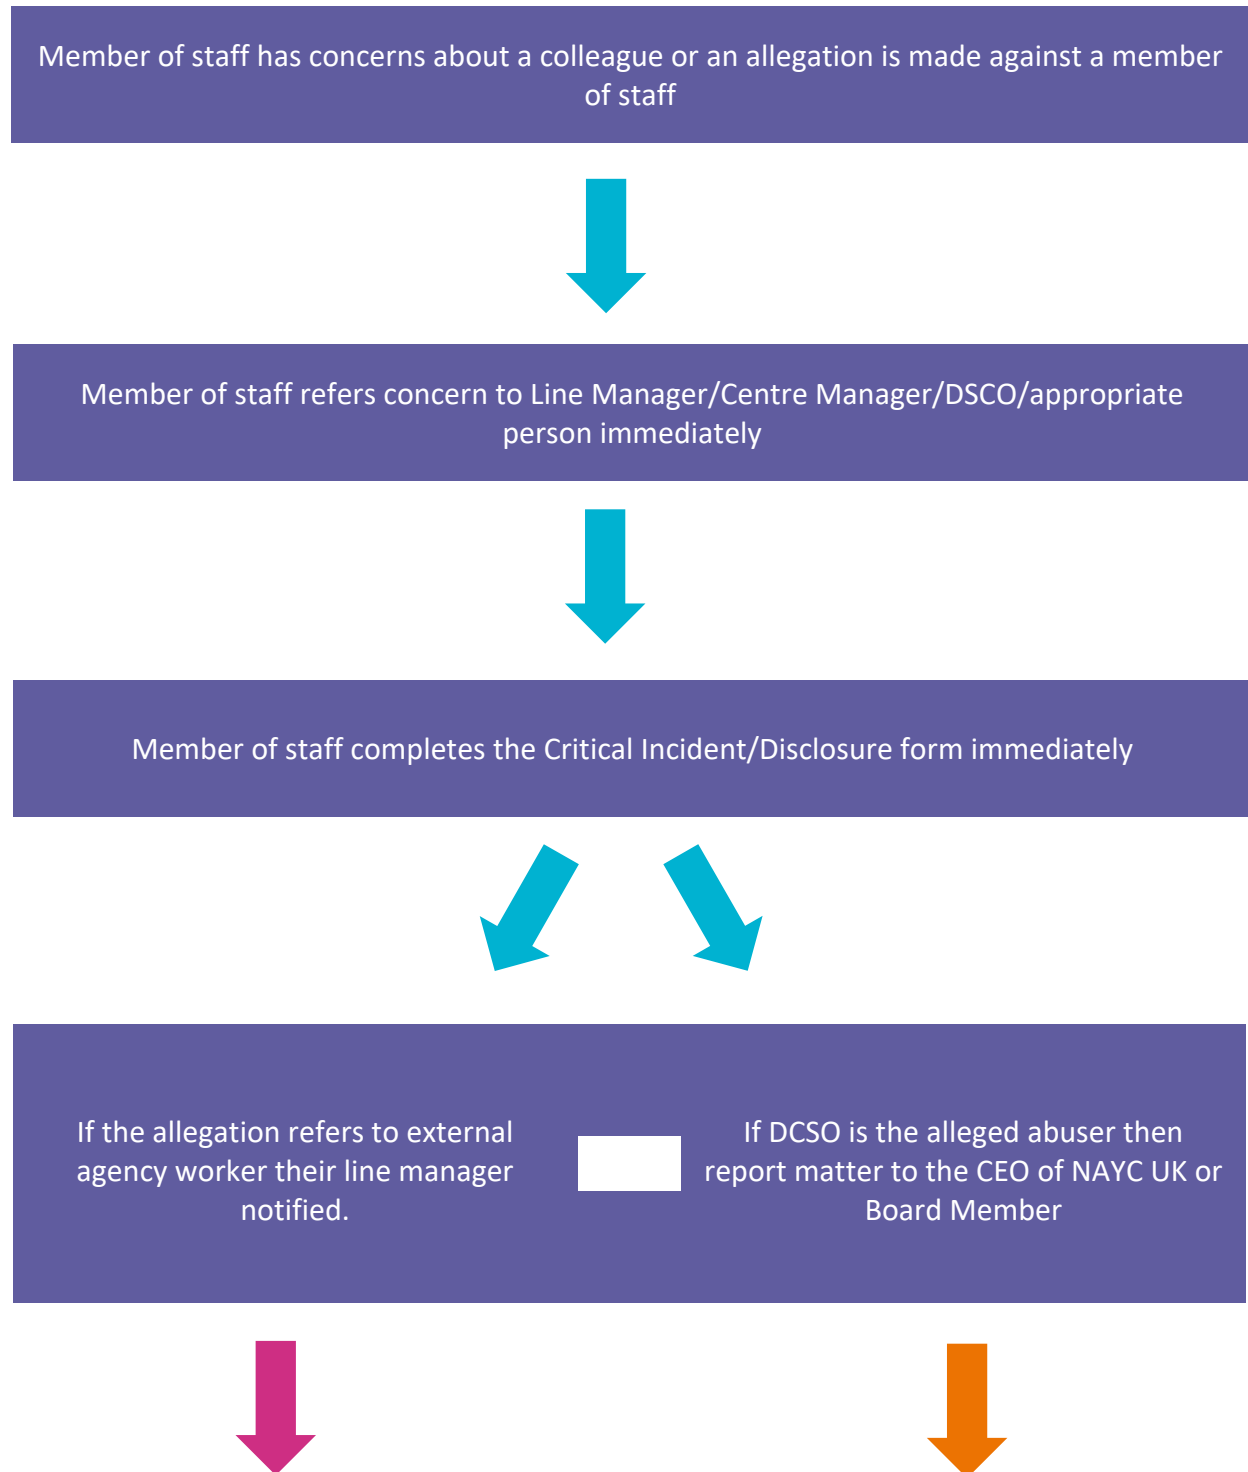 Member of staff has concerns about a colleague or an allegation is made against a member
of staff
Member of staff refers concern to Line Manager/Centre Manager/DSCO/appropriate
person immediately
Member of staff completes the Critical Incident/Disclosure form immediately
If the allegation refers to external
agency worker their line manager
notified.
If DCSO is the alleged abuser then
report matter to the CEO of NAYC UK or
Board Member